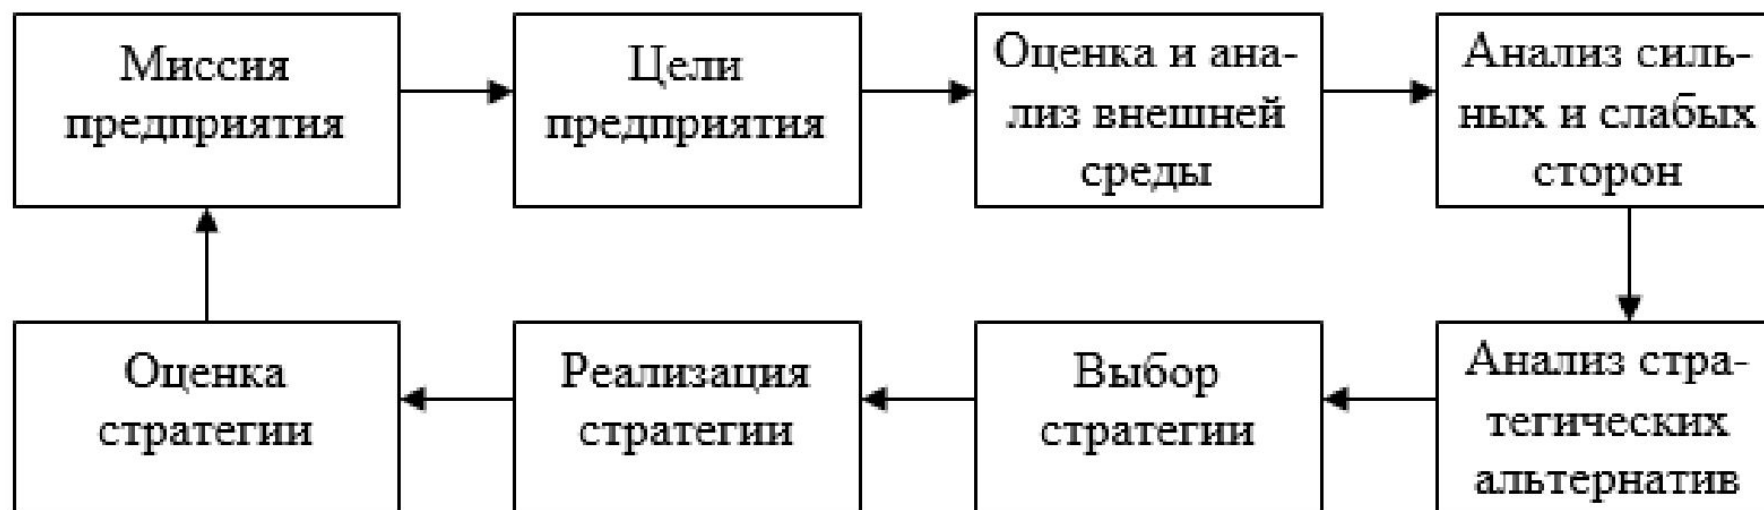 Миссия
предприятия
Цели
предприятия
Оценка и ана-
лиз внешней
среды
Анализ силь-
ных и слабых
сторон
Оценка
стратегии
Реализация
стратегии
Выбор
стратегии
Анализ стра-
тегических
альтернатив